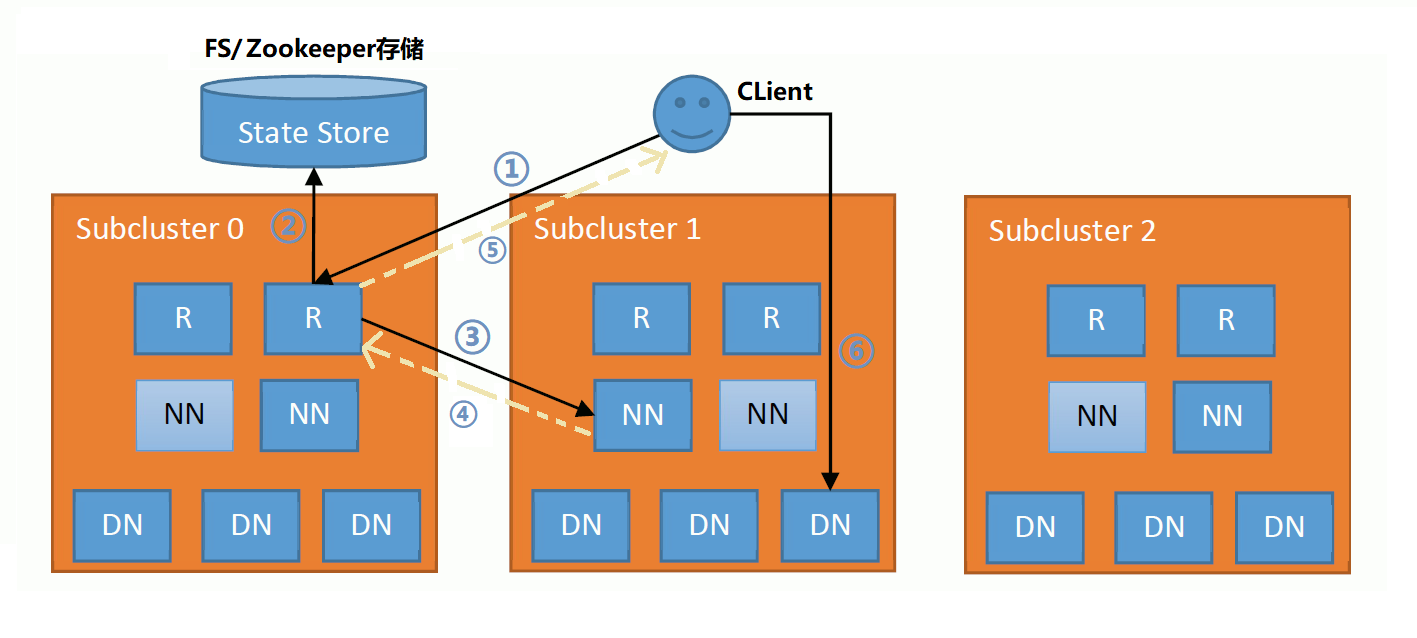 FS/Zookeeper存储
State Store
CLient
①
②
⑤
③
④
⑥
Subcluster 0
R
R
NN
NN
DN
DN
DN
Subcluster 1
R
R
NN
NN
DN
DN
DN
Subcluster 2
R
R
NN
NN
DN
DN
DN